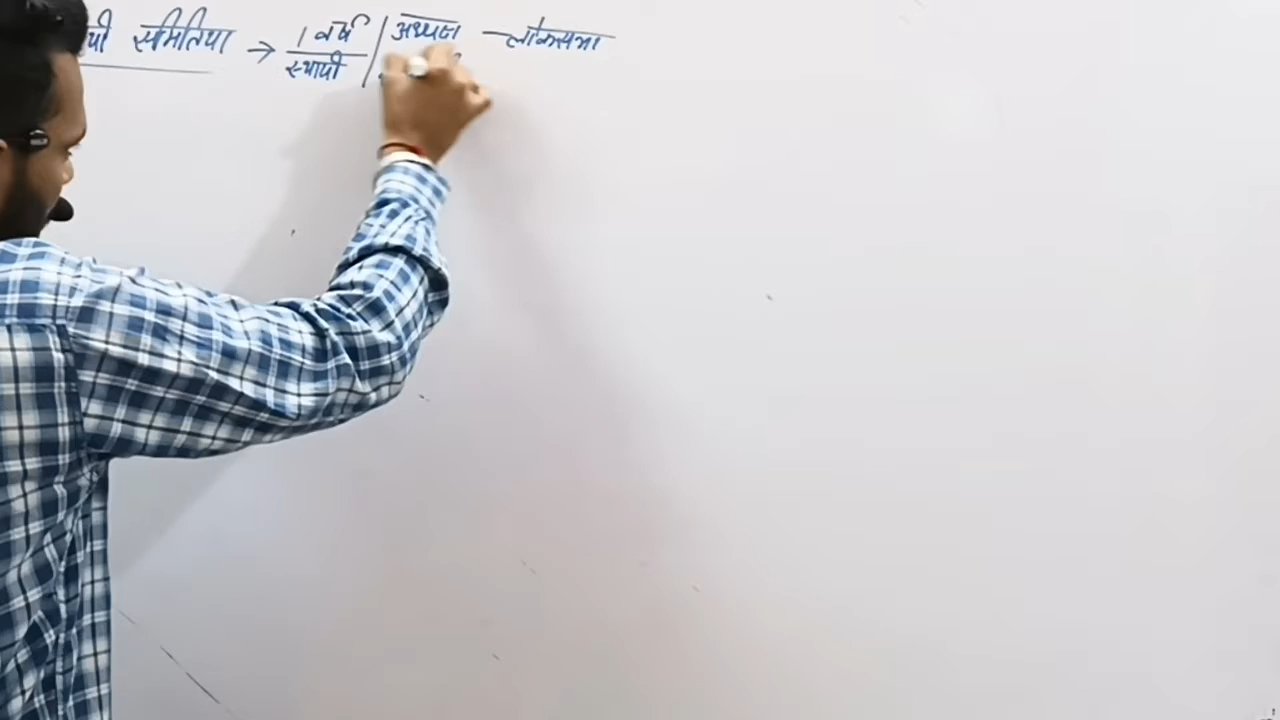 समितिया → 1 वर्ष | अध्यक्ष – लोकसभा
स्थायी